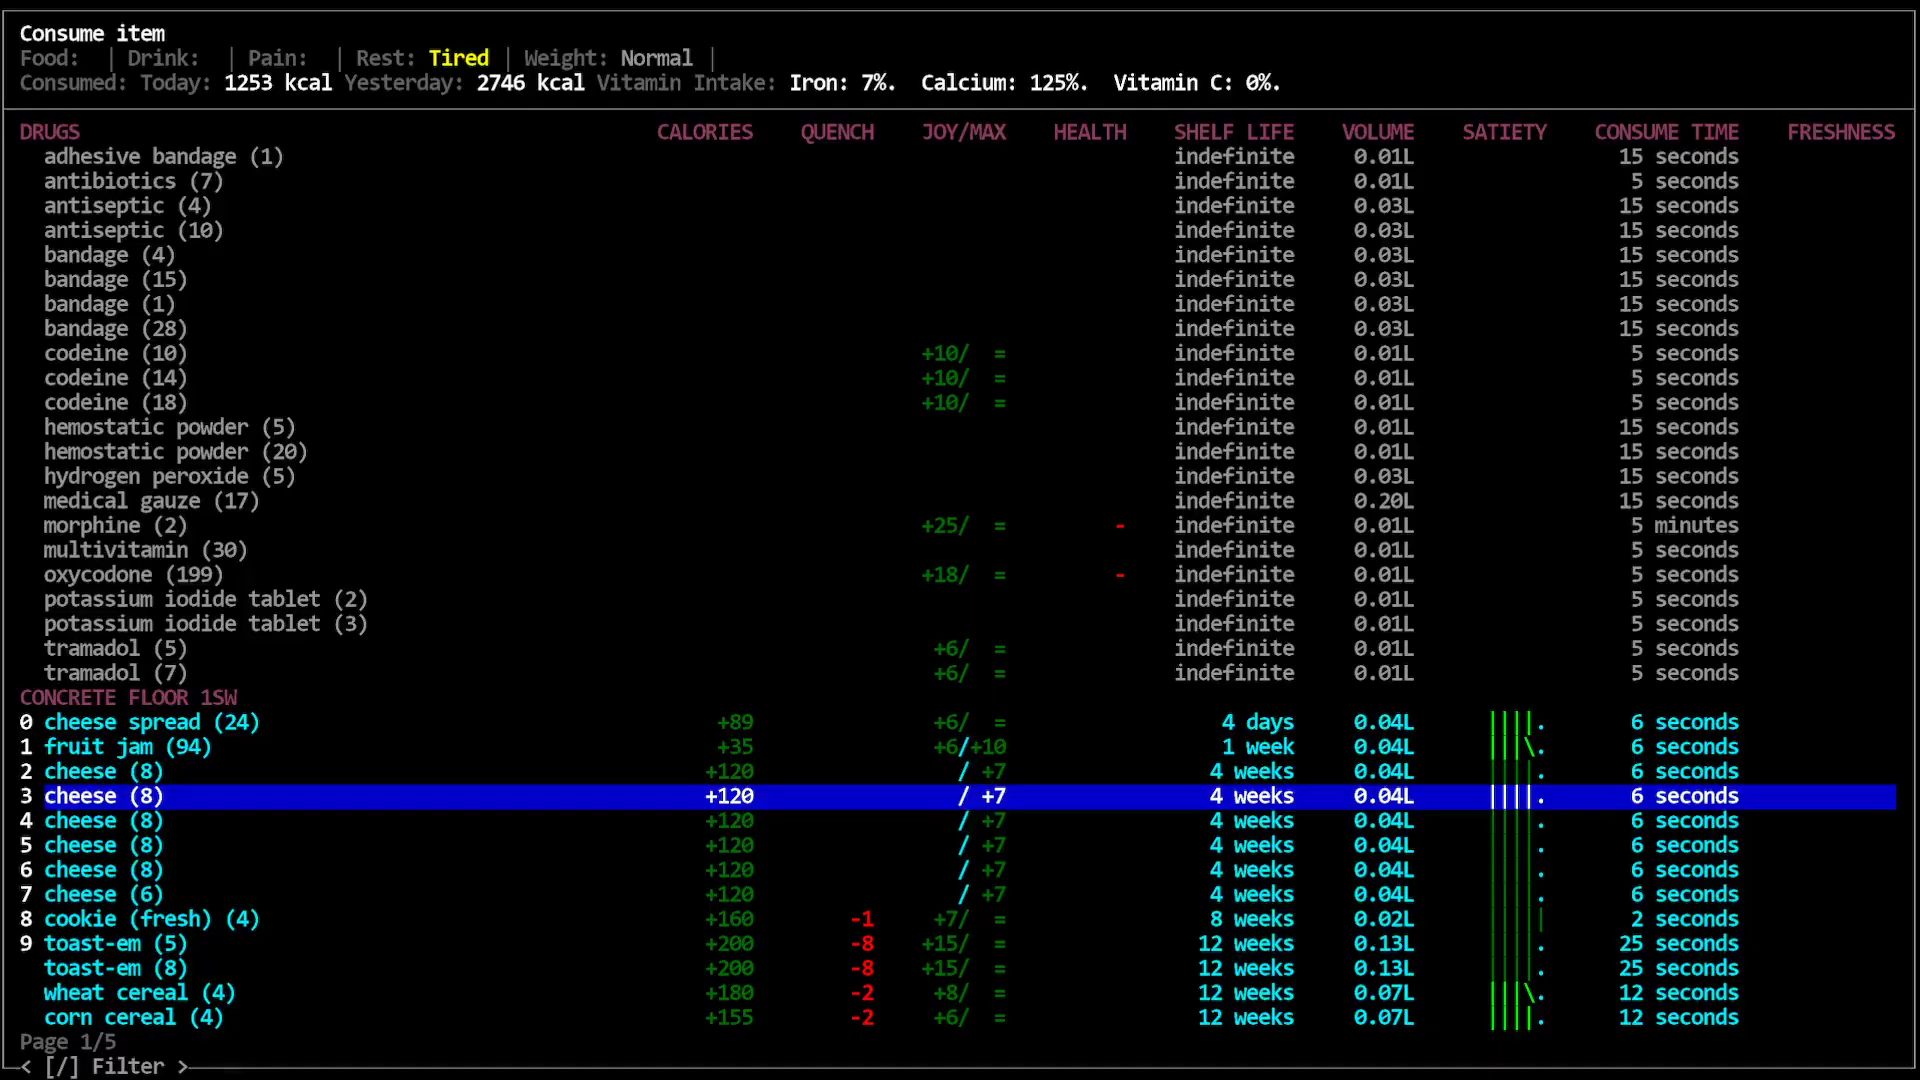 Consume item
Food:  | Drink:  | Pain:  | Rest: Tired | Weight: Normal |
Consumed: Today: 1253 kcal Yesterday: 2746 kcal Vitamin Intake: Iron: 7%.  Calcium: 125%.  Vitamin C: 0%.
DRUGS CALORIES QUENCH JOY/MAX HEALTH SHELF LIFE VOLUME SATIETY CONSUME TIME FRESHNESS
adhesive bandage (1) indefinite 0.01L 15 seconds
antibiotics (7) indefinite 0.01L 5 seconds
antiseptic (4) indefinite 0.03L 15 seconds
antiseptic (10) indefinite 0.03L 15 seconds
bandage (4) indefinite 0.03L 15 seconds
bandage (15) indefinite 0.03L 15 seconds
bandage (1) indefinite 0.03L 15 seconds
bandage (28) indefinite 0.03L 15 seconds
codeine (10) +10/ = indefinite 0.01L 5 seconds
codeine (14) +10/ = indefinite 0.01L 5 seconds
codeine (18) +10/ = indefinite 0.01L 5 seconds
hemostatic powder (5) indefinite 0.01L 15 seconds
hemostatic powder (20) indefinite 0.01L 15 seconds
hydrogen peroxide (5) indefinite 0.03L 15 seconds
medical gauze (17) indefinite 0.20L 15 seconds
morphine (2) +25/ = - indefinite 0.01L 5 minutes
multivitamin (30) indefinite 0.01L 5 seconds
oxycodone (199) +18/ = - indefinite 0.01L 5 seconds
potassium iodide tablet (2) indefinite 0.01L 5 seconds
potassium iodide tablet (3) indefinite 0.01L 5 seconds
tramadol (5) +6/ = indefinite 0.01L 5 seconds
tramadol (7) +6/ = indefinite 0.01L 5 seconds
CONCRETE FLOOR 1SW
0 cheese spread (24) +89 +6/ = 4 days 0.04L ||||. 6 seconds
1 fruit jam (94) +35 +6/+10 1 week 0.04L |||\. 6 seconds
2 cheese (8) +120 / +7 4 weeks 0.04L ||||. 6 seconds
3 cheese (8) +120 / +7 4 weeks 0.04L ||||. 6 seconds
4 cheese (8) +120 / +7 4 weeks 0.04L ||||. 6 seconds
5 cheese (8) +120 / +7 4 weeks 0.04L ||||. 6 seconds
6 cheese (8) +120 / +7 4 weeks 0.04L ||||. 6 seconds
7 cheese (6) +120 / +7 4 weeks 0.04L ||||. 6 seconds
8 cookie (fresh) (4) +160 -1 +7/ = 8 weeks 0.02L ||||| 2 seconds
9 toast-em (5) +200 -8 +15/ = 12 weeks 0.13L ||||. 25 seconds
toast-em (8) +200 -8 +15/ = 12 weeks 0.13L ||||. 25 seconds
wheat cereal (4) +180 -2 +8/ = 12 weeks 0.07L |||\. 12 seconds
corn cereal (4) +155 -2 +6/ = 12 weeks 0.07L ||||. 12 seconds
Page 1/5
< [/] Filter >